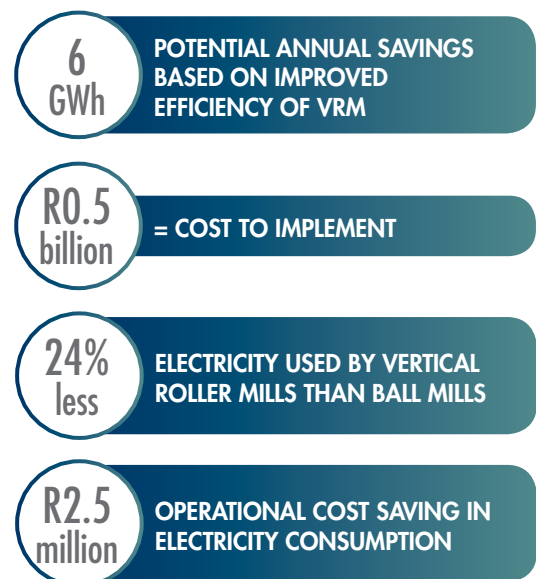 6
GWh
POTENTIAL ANNUAL SAVINGS
BASED ON IMPROVED
EFFICIENCY OF VRM
R0.5
billion
= COST TO IMPLEMENT
24%
less
ELECTRICITY USED BY VERTICAL
ROLLER MILLS THAN BALL MILLS
R2.5
million
OPERATIONAL COST SAVING IN
ELECTRICITY CONSUMPTION